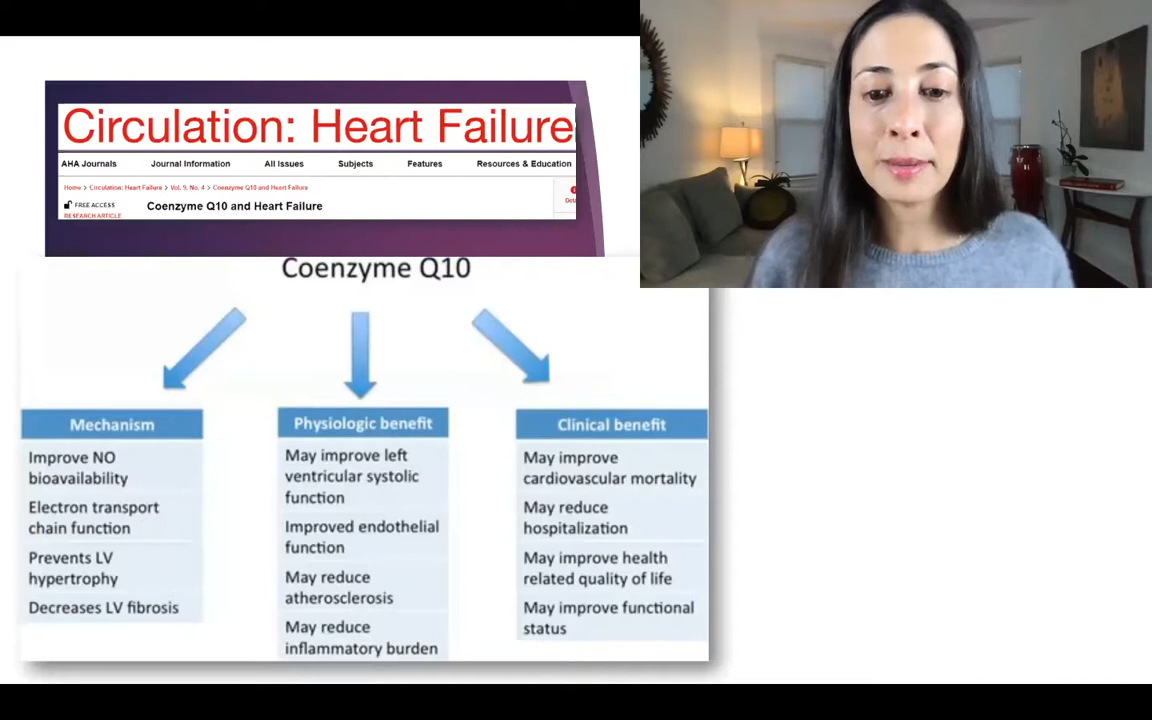 Circulation: Heart Failure
AHA Journals Journal Information All Issues Subjects Features Resources & Education
Home > Circulation: Heart Failure > Vol. 9, No. 4 > Coenzyme Q10 and Heart Failure
FREE ACCESS
RESEARCH ARTICLE
Coenzyme Q10 and Heart Failure
Coenzyme Q10
Mechanism
Improve NO
bioavailability
Electron transport
chain function
Prevents LV
hypertrophy
Decreases LV fibrosis
Physiologic benefit
May improve left
ventricular systolic
function
Improved endothelial
function
May reduce
atherosclerosis
May reduce
inflammatory burden
Clinical benefit
May improve
cardiovascular mortality
May reduce
hospitalization
May improve health
related quality of life
May improve functional
status